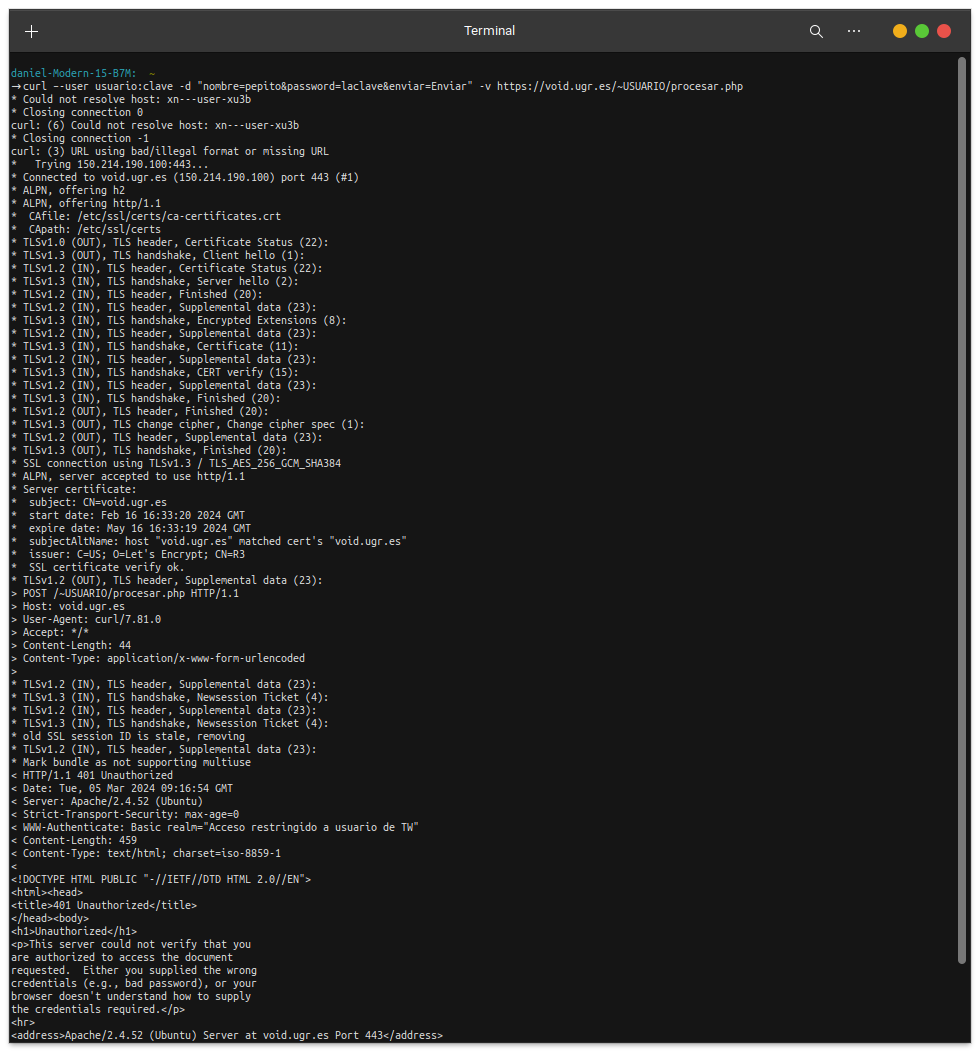 Terminal
daniel-Modern-15-B7M:  ~
→curl –-user usuario:clave -d "nombre=pepito&password=laclave&enviar=Enviar" -v https://void.ugr.es/~USUARIO/procesar.php
* Could not resolve host: xn---user-xu3b
* Closing connection 0
curl: (6) Could not resolve host: xn---user-xu3b
* Closing connection -1
curl: (3) URL using bad/illegal format or missing URL
*   Trying 150.214.190.100:443...
* Connected to void.ugr.es (150.214.190.100) port 443 (#1)
* ALPN, offering h2
* ALPN, offering http/1.1
*  CAfile: /etc/ssl/certs/ca-certificates.crt
*  CApath: /etc/ssl/certs
* TLSv1.0 (OUT), TLS header, Certificate Status (22):
* TLSv1.3 (OUT), TLS handshake, Client hello (1):
* TLSv1.2 (IN), TLS header, Certificate Status (22):
* TLSv1.3 (IN), TLS handshake, Server hello (2):
* TLSv1.2 (IN), TLS header, Finished (20):
* TLSv1.2 (IN), TLS header, Supplemental data (23):
* TLSv1.3 (IN), TLS handshake, Encrypted Extensions (8):
* TLSv1.2 (IN), TLS header, Supplemental data (23):
* TLSv1.3 (IN), TLS handshake, Certificate (11):
* TLSv1.2 (IN), TLS header, Supplemental data (23):
* TLSv1.3 (IN), TLS handshake, CERT verify (15):
* TLSv1.2 (IN), TLS header, Supplemental data (23):
* TLSv1.3 (IN), TLS handshake, Finished (20):
* TLSv1.2 (OUT), TLS header, Finished (20):
* TLSv1.3 (OUT), TLS change cipher, Change cipher spec (1):
* TLSv1.2 (OUT), TLS header, Supplemental data (23):
* TLSv1.3 (OUT), TLS handshake, Finished (20):
* SSL connection using TLSv1.3 / TLS_AES_256_GCM_SHA384
* ALPN, server accepted to use http/1.1
* Server certificate:
*  subject: CN=void.ugr.es
*  start date: Feb 16 16:33:20 2024 GMT
*  expire date: May 16 16:33:19 2024 GMT
*  subjectAltName: host "void.ugr.es" matched cert's "void.ugr.es"
*  issuer: C=US; O=Let's Encrypt; CN=R3
*  SSL certificate verify ok.
* TLSv1.2 (OUT), TLS header, Supplemental data (23):
> POST /~USUARIO/procesar.php HTTP/1.1
> Host: void.ugr.es
> User-Agent: curl/7.81.0
> Accept: */*
> Content-Length: 44
> Content-Type: application/x-www-form-urlencoded
>
* TLSv1.2 (IN), TLS header, Supplemental data (23):
* TLSv1.3 (IN), TLS handshake, Newsession Ticket (4):
* TLSv1.2 (IN), TLS header, Supplemental data (23):
* TLSv1.3 (IN), TLS handshake, Newsession Ticket (4):
* old SSL session ID is stale, removing
* TLSv1.2 (IN), TLS header, Supplemental data (23):
* Mark bundle as not supporting multiuse
< HTTP/1.1 401 Unauthorized
< Date: Tue, 05 Mar 2024 09:16:54 GMT
< Server: Apache/2.4.52 (Ubuntu)
< Strict-Transport-Security: max-age=0
< WWW-Authenticate: Basic realm="Acceso restringido a usuario de TW"
< Content-Length: 459
< Content-Type: text/html; charset=iso-8859-1
<
<!DOCTYPE HTML PUBLIC "-//IETF//DTD HTML 2.0//EN">
<html><head>
<title>401 Unauthorized</title>
</head><body>
<h1>Unauthorized</h1>
<p>This server could not verify that you
are authorized to access the document
requested.  Either you supplied the wrong
credentials (e.g., bad password), or your
browser doesn't understand how to supply
the credentials required.</p>
<hr>
<address>Apache/2.4.52 (Ubuntu) Server at void.ugr.es Port 443</address>